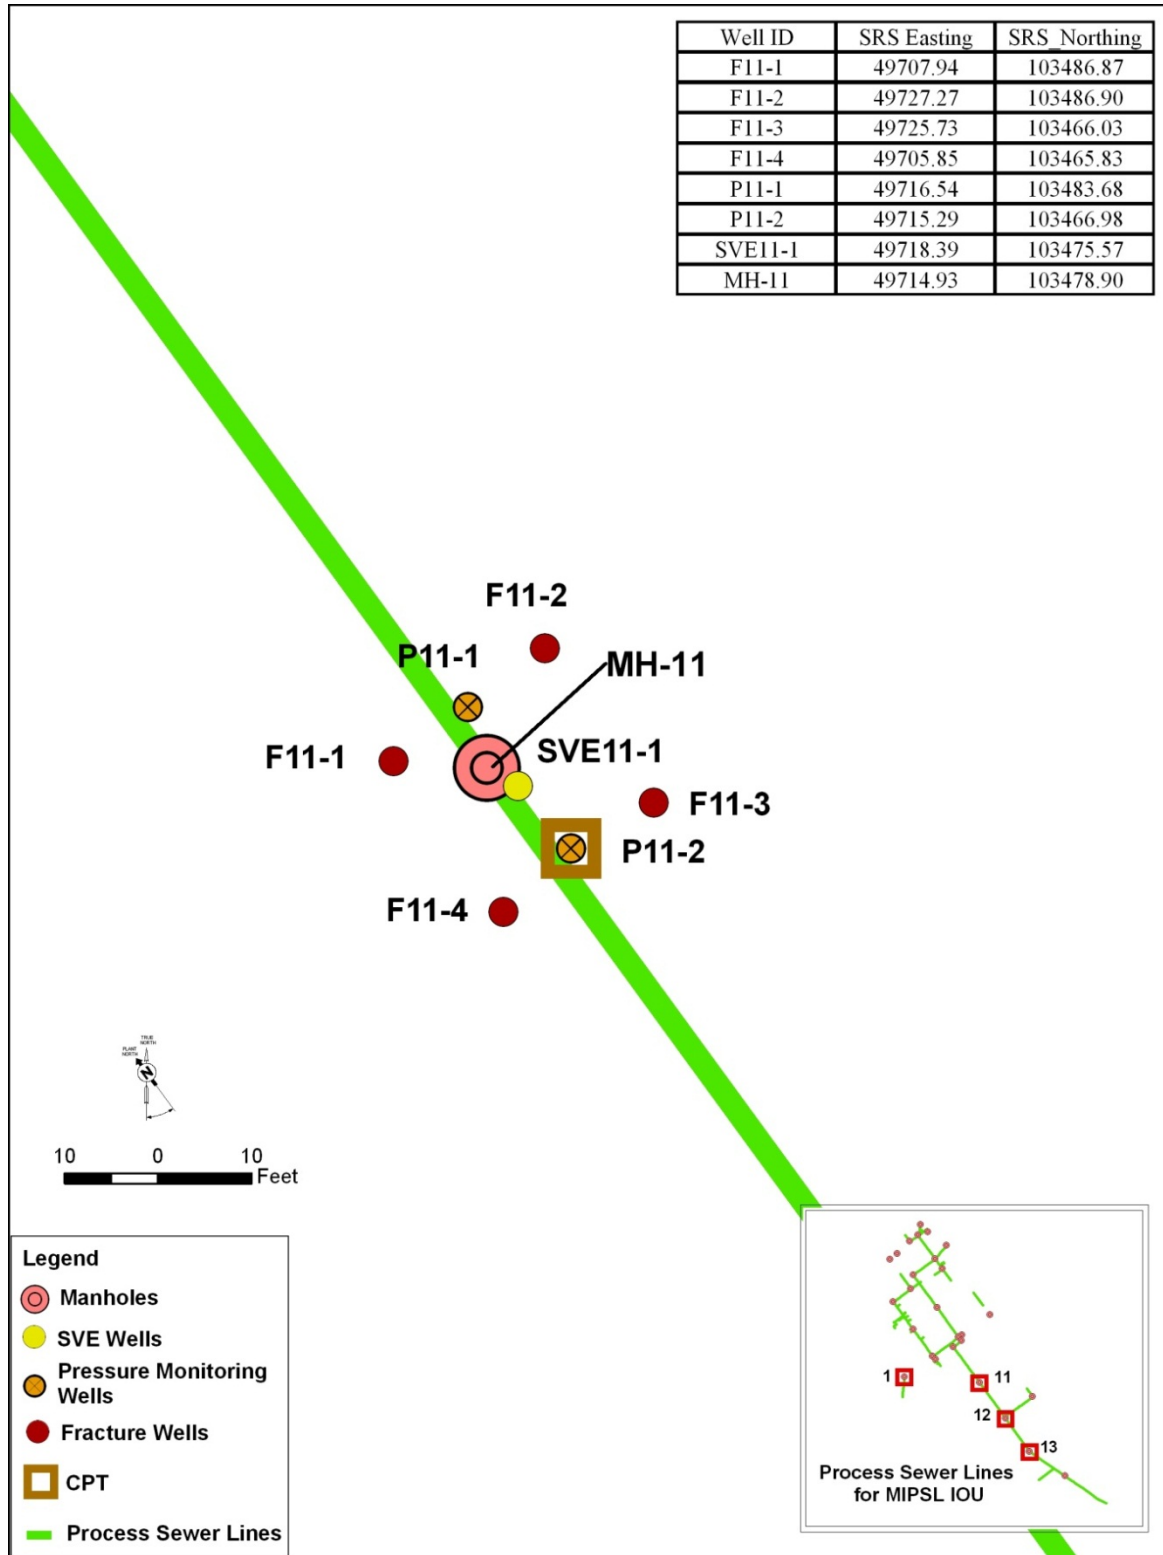 Well ID SRS Easting SRS_Northing
F11-1 49707.94 103486.87
F11-2 49727.27 103486.90
F11-3 49725.73 103466.03
F11-4 49705.85 103465.83
P11-1 49716.54 103483.68
P11-2 49715.29 103466.98
SVE11-1 49718.39 103475.57
MH-11 49714.93 103478.90
F11-2
P11-1
MH-11
SVE11-1
F11-1
F11-3
P11-2
F11-4
TRUE
NORTH
PLANT
NORTH
N
10 0 10
Feet
Legend
Manholes
SVE Wells
Pressure Monitoring
Wells
Fracture Wells
CPT
Process Sewer Lines
1
11
12
13
Process Sewer Lines
for MIPSL IOU